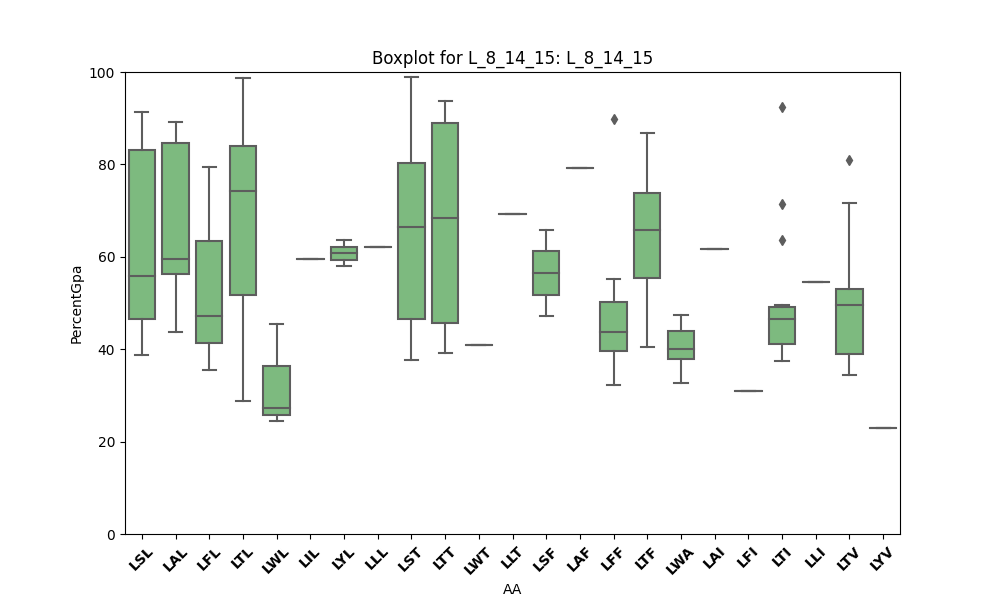 Boxplot for L_8_14_15: L_8_14_15
PercentGpa
100
80
60
40
20
0
LSL LAL LFL LTL LWL LIL LYL LLL LST LTT LWT LLT LSF LAF LFF LTF LWA LAI LFI LTI LLI LTV LYV
AA